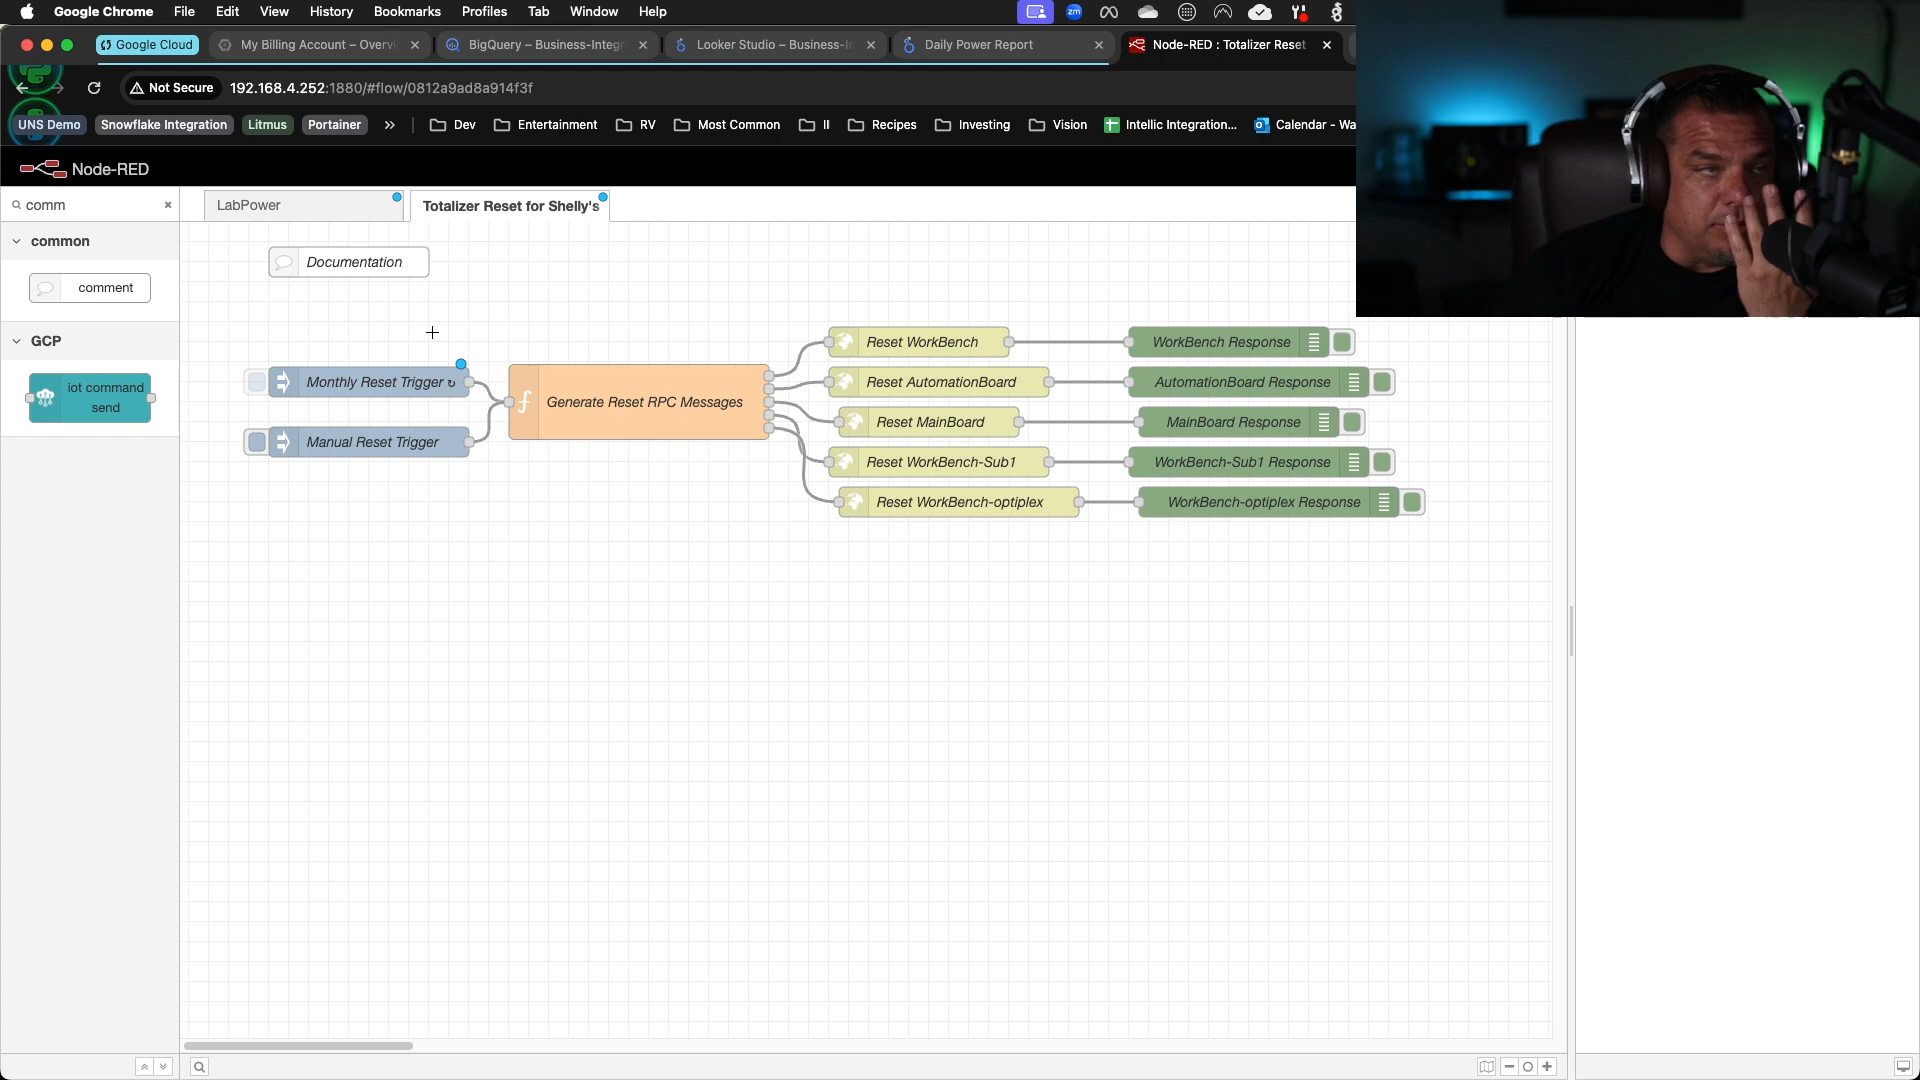 Google Chrome File Edit View History Bookmarks Profiles Tab Window Help
zm
Google Cloud My Billing Account – Overvi BigQuery – Business-Integr Looker Studio – Business-Ir Daily Power Report Node-RED : Totalizer Reset
Not Secure 192.168.4.252:1880/#flow/0812a9ad8a914f3f
UNS Demo Snowflake Integration Litmus Portainer » Dev Entertainment RV Most Common II Recipes Investing Vision Intellic Integration... Calendar - Wa
Node-RED
comm
LabPower
Totalizer Reset for Shelly's
common
comment
GCP
iot command
send
Documentation
Monthly Reset Trigger ↻
Manual Reset Trigger
Generate Reset RPC Messages
Reset WorkBench
WorkBench Response
Reset AutomationBoard
AutomationBoard Response
Reset MainBoard
MainBoard Response
Reset WorkBench-Sub1
WorkBench-Sub1 Response
Reset WorkBench-optiplex
WorkBench-optiplex Response